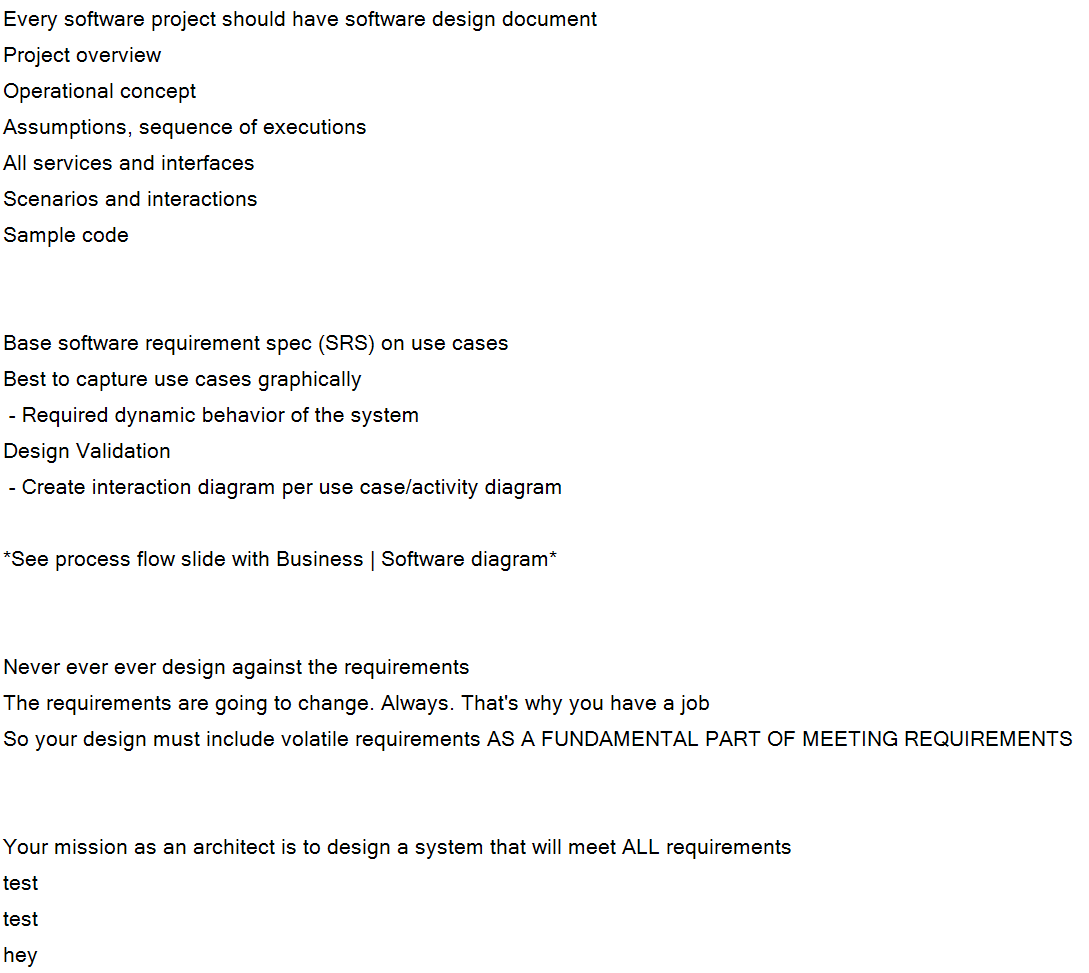 Every software project should have software design document
Project overview
Operational concept
Assumptions, sequence of executions
All services and interfaces
Scenarios and interactions
Sample code
Base software requirement spec (SRS) on use cases
Best to capture use cases graphically
- Required dynamic behavior of the system
Design Validation
- Create interaction diagram per use case/activity diagram
*See process flow slide with Business | Software diagram*
Never ever ever design against the requirements
The requirements are going to change. Always. That's why you have a job
So your design must include volatile requirements AS A FUNDAMENTAL PART OF MEETING REQUIREMENTS
Your mission as an architect is to design a system that will meet ALL requirements
test
test
hey